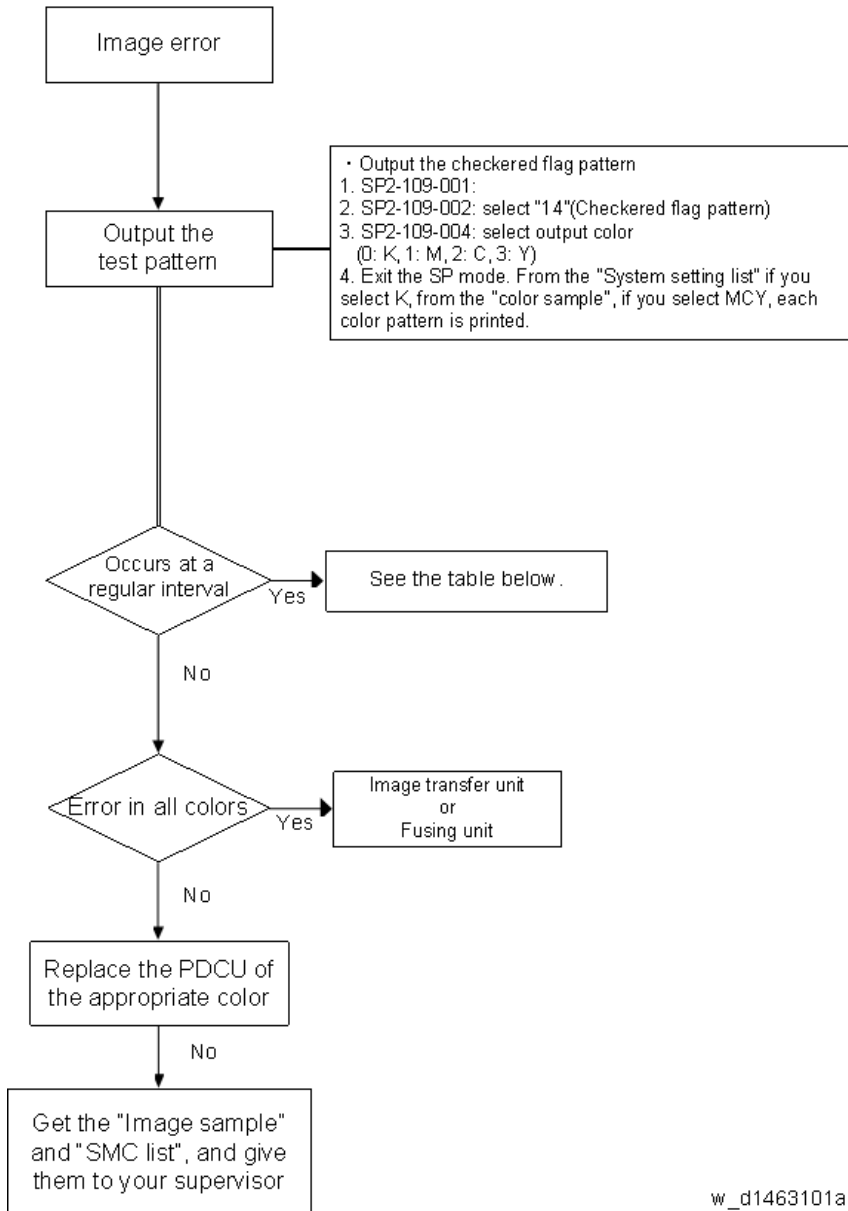 Image error
Output the
test pattern
・Output the checkered flag pattern
1. SP2-109-001:
2. SP2-109-002: select "14"(Checkered flag pattern)
3. SP2-109-004: select output color
(0: K, 1: M, 2: C, 3: Y)
4. Exit the SP mode. From the "System setting list" if you
select K, from the "color sample", if you select MCY, each
color pattern is printed.
Occurs at a
regular interval
Yes
See the table below.
No
Error in all colors
Yes
Image transfer unit
or
Fusing unit
No
Replace the PDCU of
the appropriate color
No
Get the "Image sample"
and "SMC list", and give
them to your supervisor
w_d1463101a